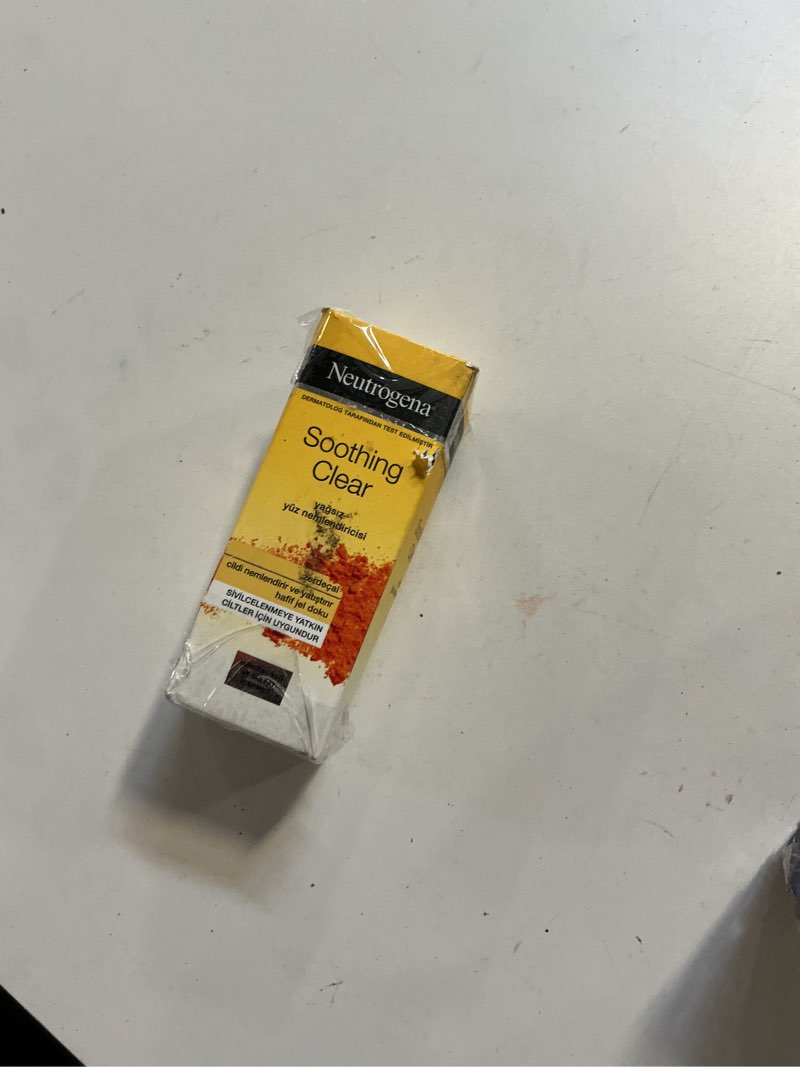 Neutrogena
DERMATOLOG TARAFINDAN TEST EDİLMİŞTİR
Soothing
Clear
yağsız
yüz nemlendiricisi
zerdeçal
cildi nemlendirir ve yatıştırır
hafif jel doku
SİVİLCELENMEYE YATKIN
CİLTLER İÇİN UYGUNDUR